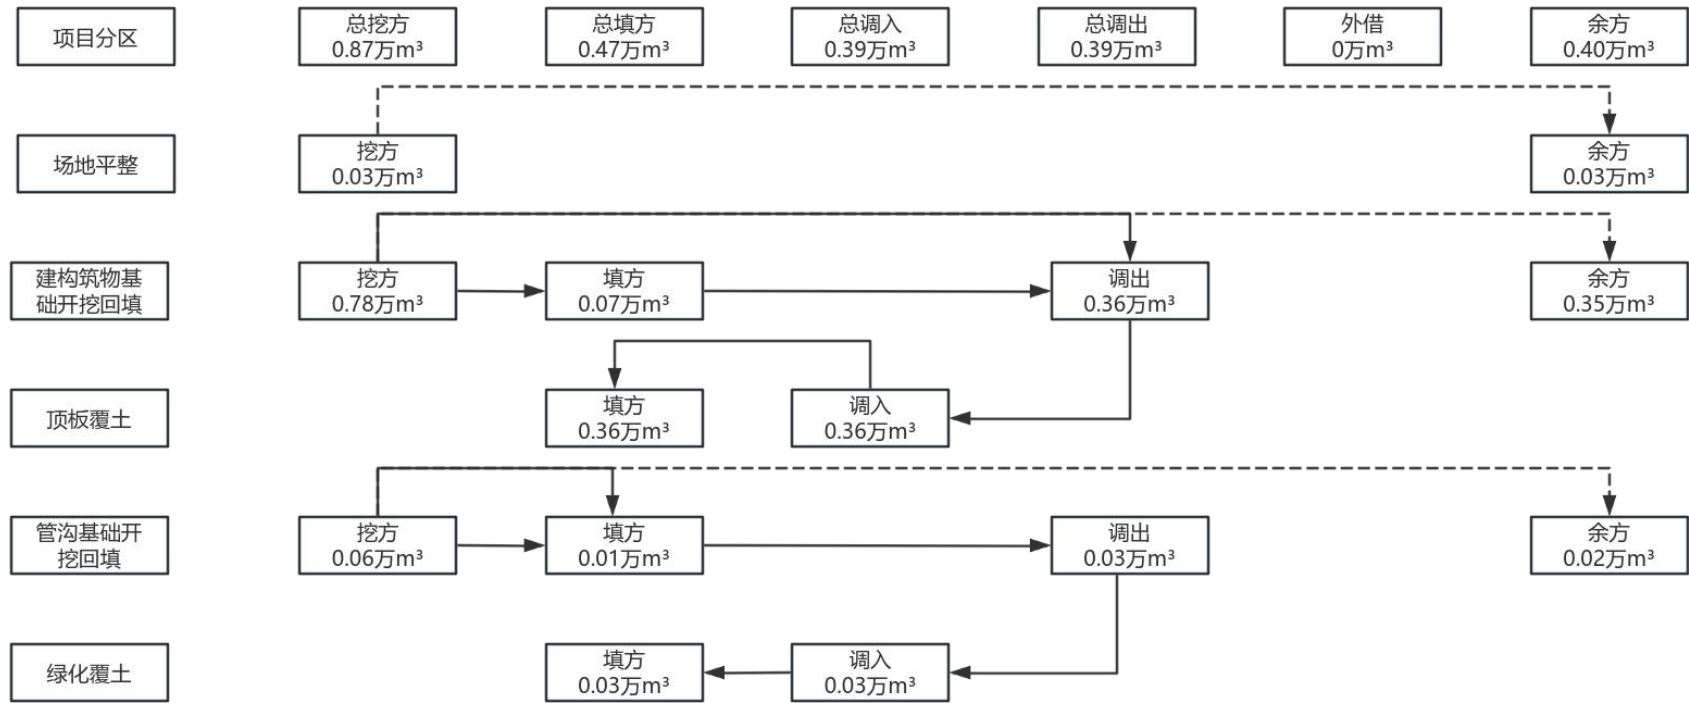 项目分区
总挖方
0.87万m³
总填方
0.47万m³
总调入
0.39万m³
总调出
0.39万m³
外借
0万m³
余方
0.40万m³
场地平整
挖方
0.03万m³
余方
0.03万m³
建构筑物基
础开挖回填
挖方
0.78万m³
填方
0.07万m³
调出
0.36万m³
余方
0.35万m³
顶板覆土
填方
0.36万m³
调入
0.36万m³
管沟基础开
挖回填
挖方
0.06万m³
填方
0.01万m³
调出
0.03万m³
余方
0.02万m³
绿化覆土
填方
0.03万m³
调入
0.03万m³